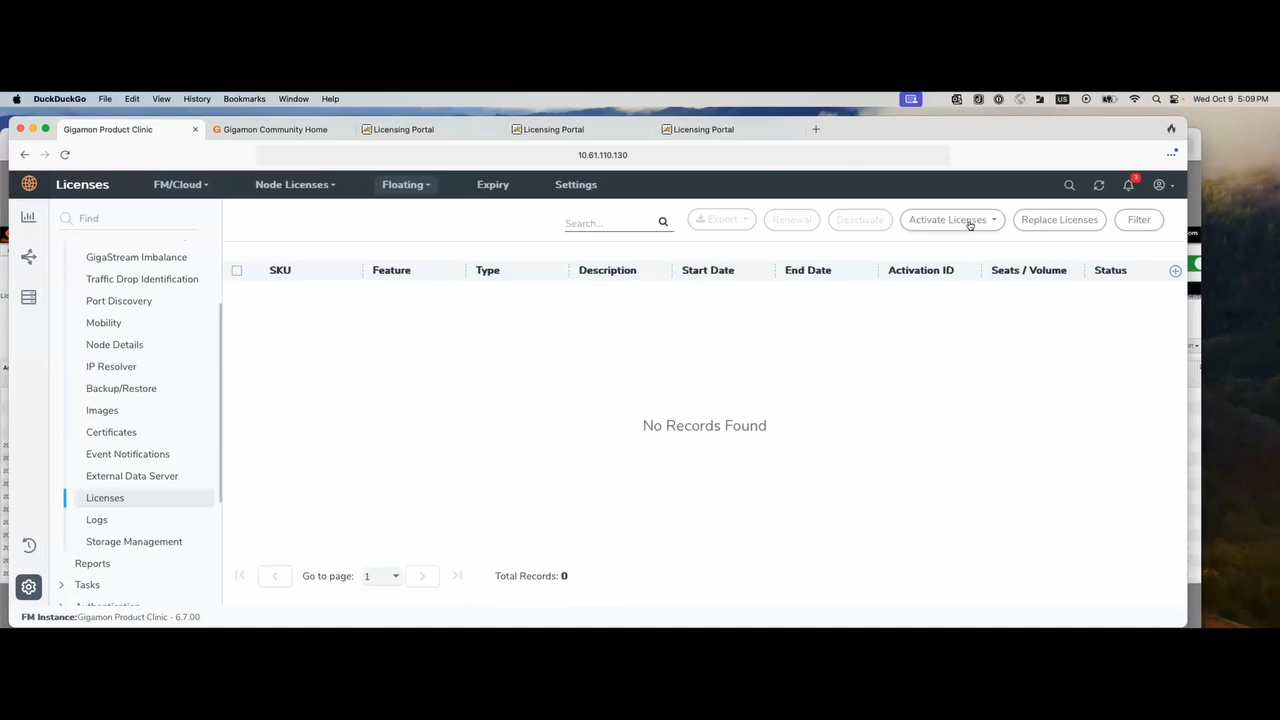 DuckDuckGo File Edit View History Bookmarks Window Help US Wed Oct 9 5:09 PM
Gigamon Product Clinic Gigamon Community Home Licensing Portal Licensing Portal Licensing Portal
10.61.110.130
Licenses FM/Cloud Node Licenses Floating Expiry Settings 3
Find
Search... Export Renewal Deactivate Activate Licenses Replace Licenses Filter
SKU Feature Type Description Start Date End Date Activation ID Seats / Volume Status
GigaStream Imbalance
Traffic Drop Identification
Port Discovery
Mobility
Node Details
IP Resolver
Backup/Restore
Images
Certificates
Event Notifications
External Data Server
Licenses
Logs
Storage Management
Reports
Tasks
Authentication
No Records Found
Go to page: 1 Total Records: 0
FM Instance:Gigamon Product Clinic - 6.7.00